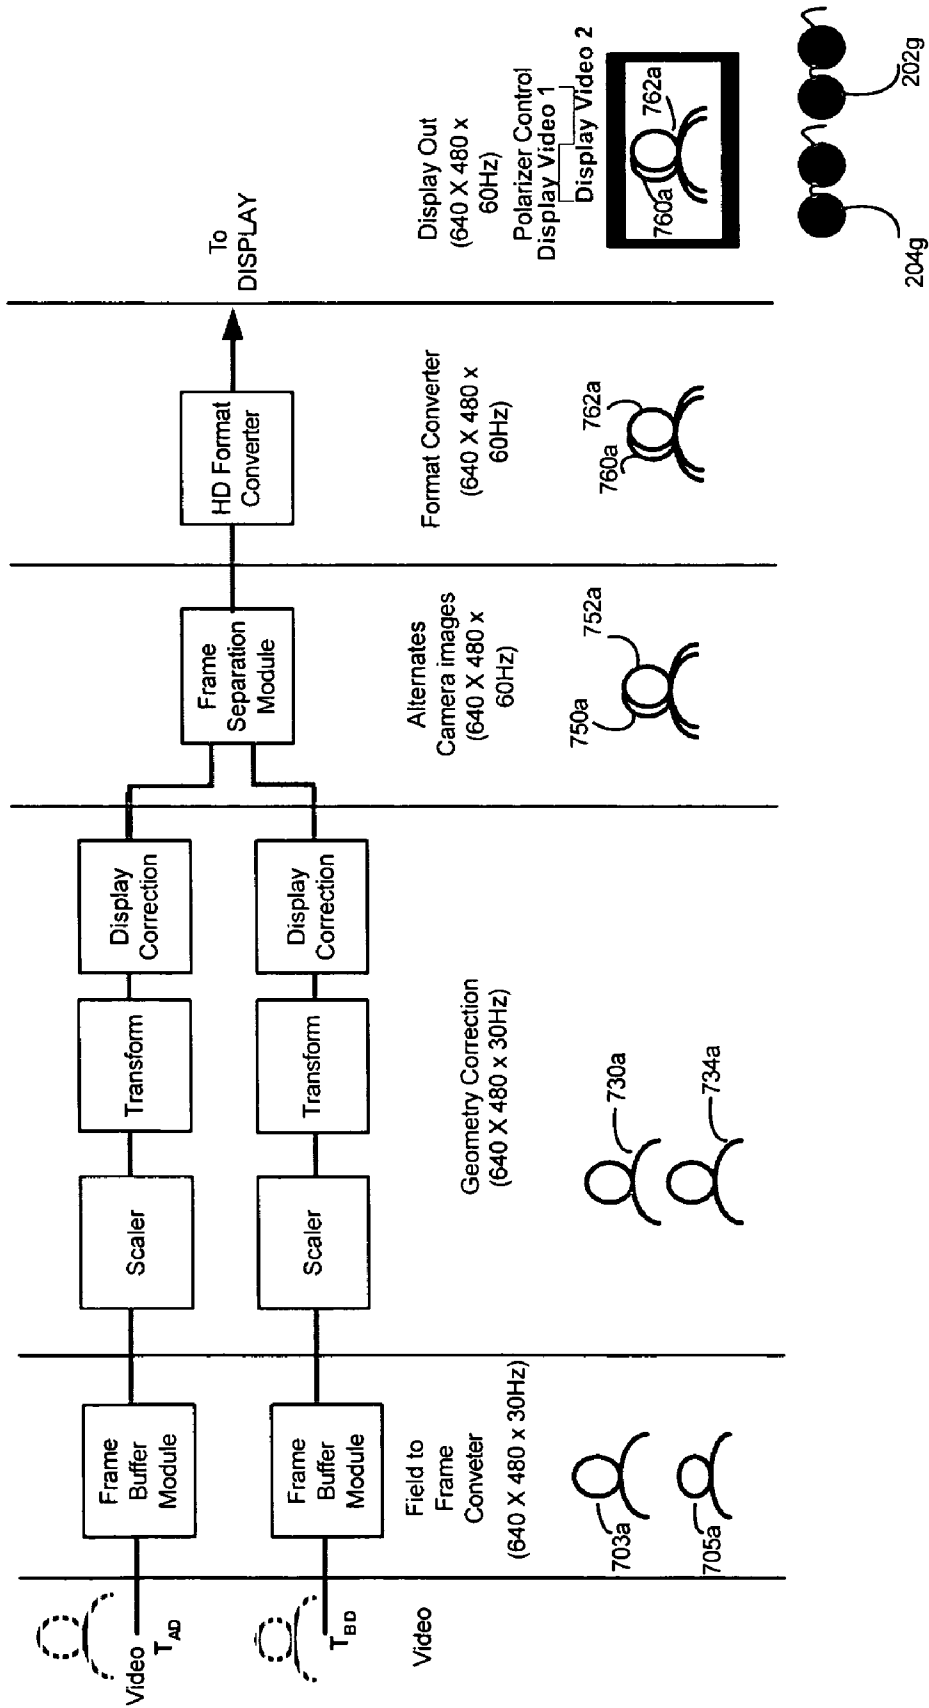 Video
T_AD
T_BD
Video
Frame
Buffer
Module
Frame
Buffer
Module
Field to
Frame
Conveter
(640 X 480 x 30Hz)
703a
705a
Scaler
Transform
Display
Correction
Scaler
Transform
Display
Correction
Geometry Correction
(640 X 480 x 30Hz)
730a
734a
Frame
Separation
Module
Alternates
Camera images
(640 X 480 x
60Hz)
750a
752a
HD Format
Converter
Format Converter
(640 X 480 x
60Hz)
760a
762a
To
DISPLAY
Display Out
(640 X 480 x
60Hz)
Polarizer Control
Display Video 1
Display Video 2
760a
762a
204g
202g